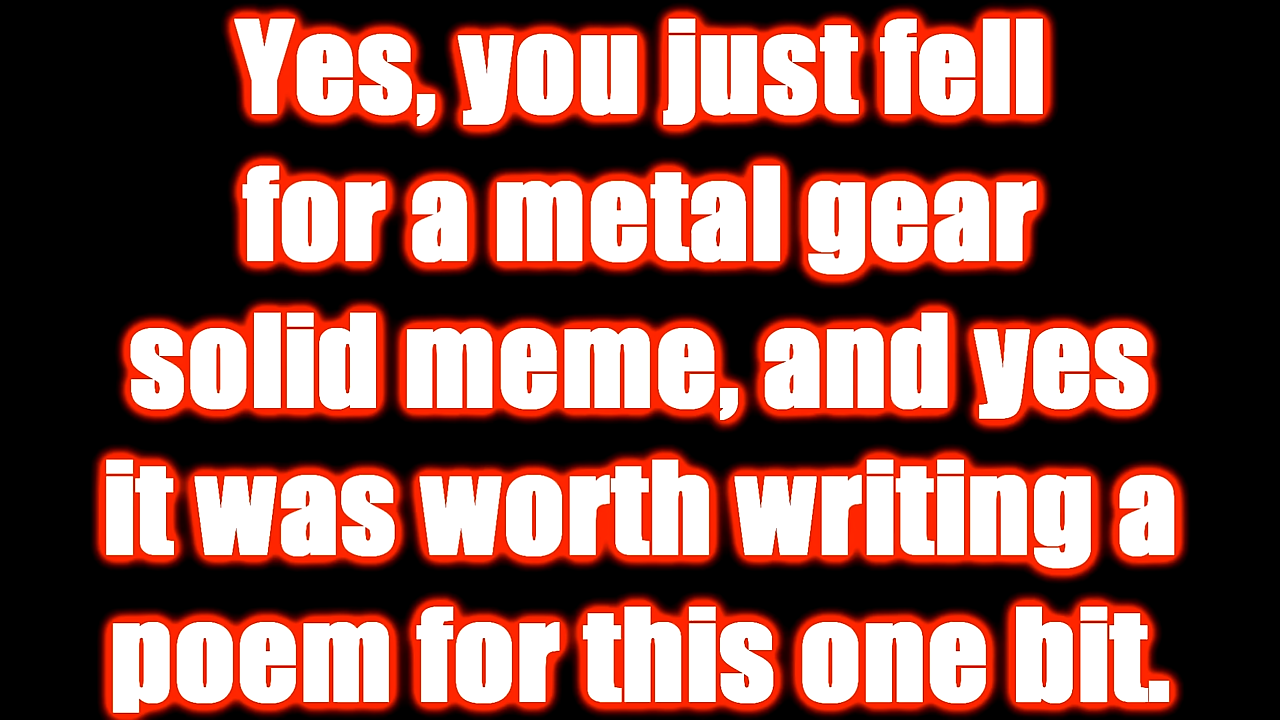 Yes, you just fell
for a metal gear
solid meme, and yes
it was worth writing a
poem for this one bit.